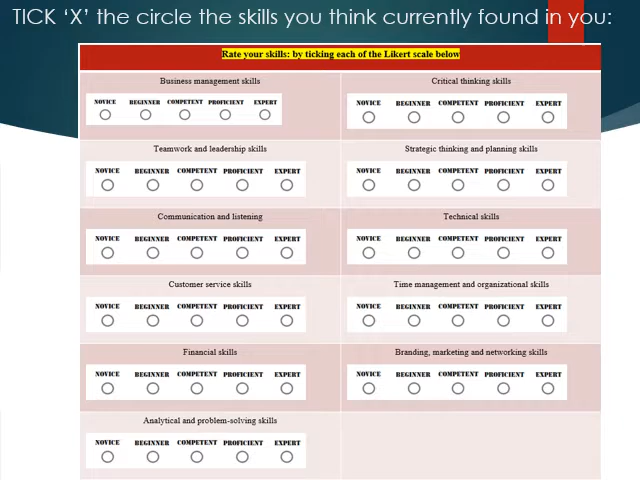 TICK ‘X’ the circle the skills you think currently found in you:
Rate your skills: by ticking each of the Likert scale below
Business management skills
NOVICE BEGINNER COMPETENT PROFICIENT EXPERT
Critical thinking skills
NOVICE BEGINNER COMPETENT PROFICIENT EXPERT
Teamwork and leadership skills
NOVICE BEGINNER COMPETENT PROFICIENT EXPERT
Strategic thinking and planning skills
NOVICE BEGINNER COMPETENT PROFICIENT EXPERT
Communication and listening
NOVICE BEGINNER COMPETENT PROFICIENT EXPERT
Technical skills
NOVICE BEGINNER COMPETENT PROFICIENT EXPERT
Customer service skills
NOVICE BEGINNER COMPETENT PROFICIENT EXPERT
Time management and organizational skills
NOVICE BEGINNER COMPETENT PROFICIENT EXPERT
Financial skills
NOVICE BEGINNER COMPETENT PROFICIENT EXPERT
Branding, marketing and networking skills
NOVICE BEGINNER COMPETENT PROFICIENT EXPERT
Analytical and problem-solving skills
NOVICE BEGINNER COMPETENT PROFICIENT EXPERT